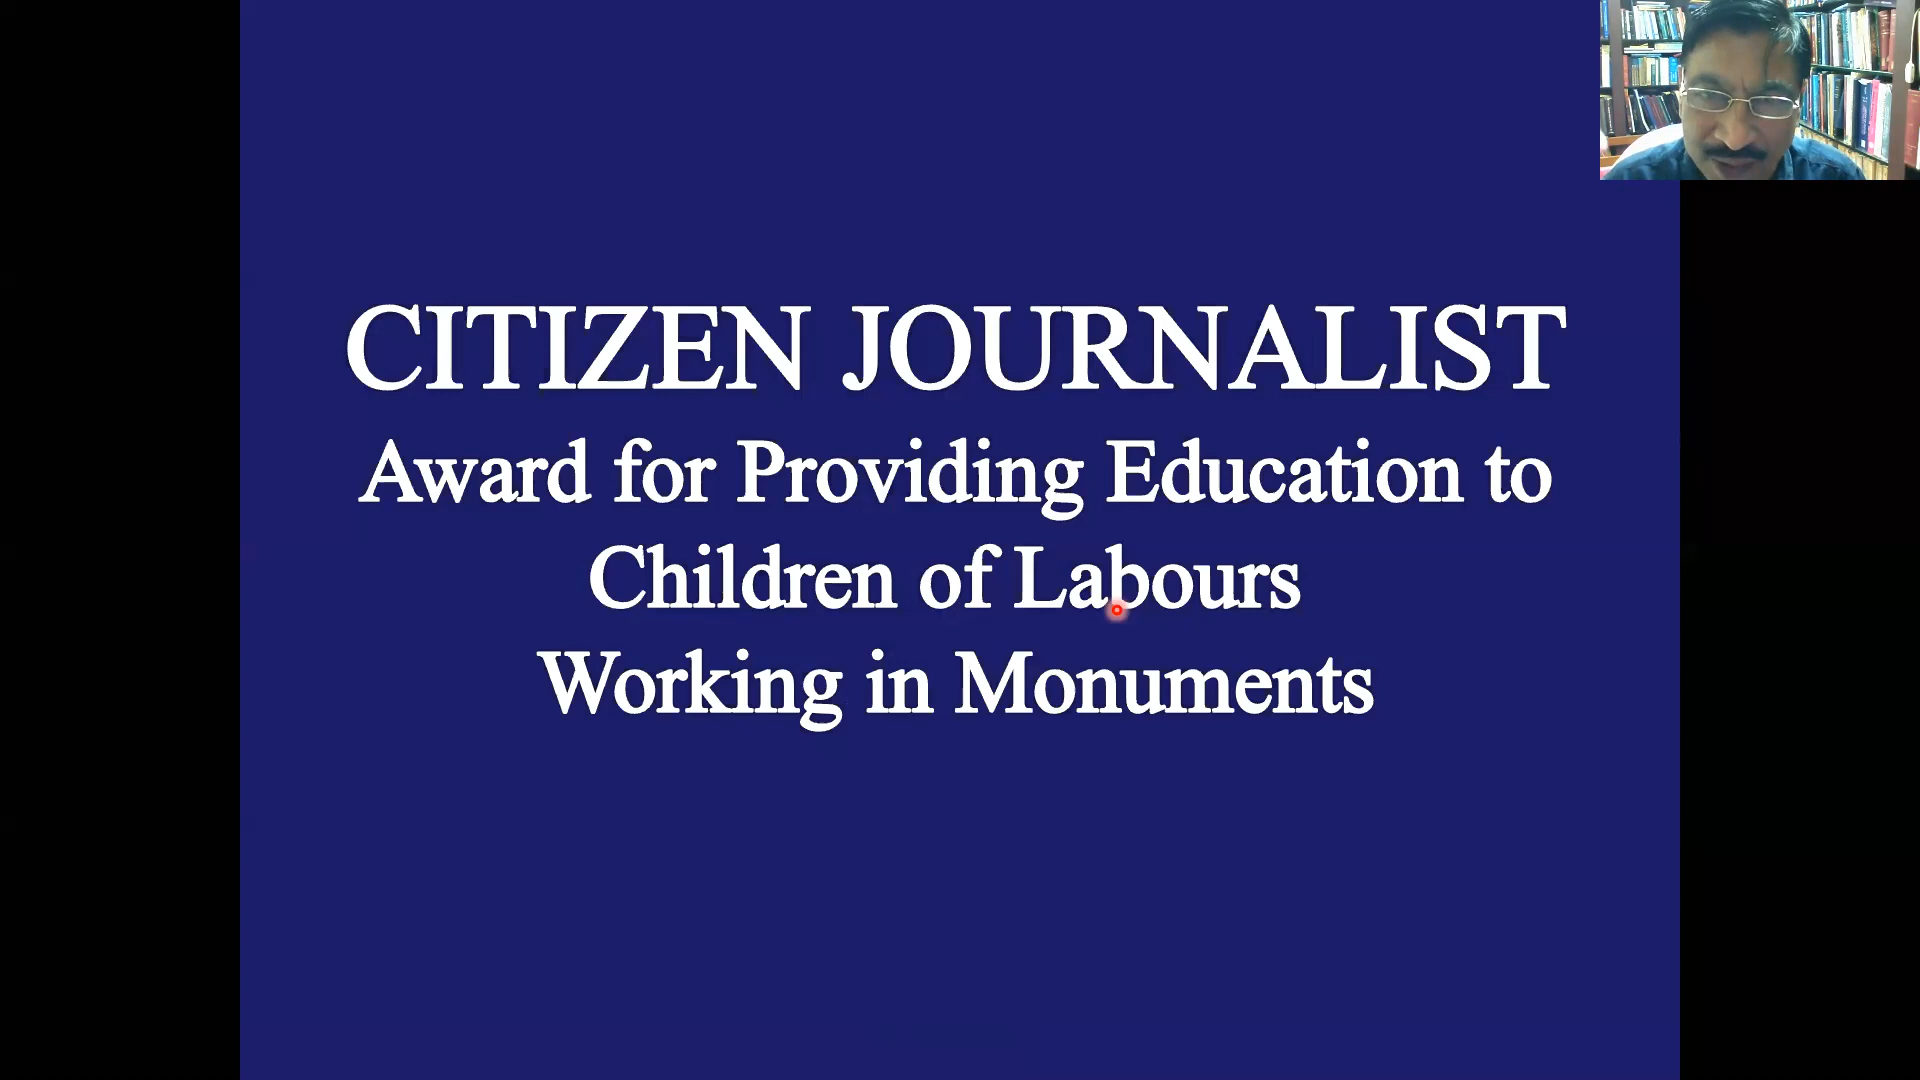 CITIZEN JOURNALIST
Award for Providing Education to
Children of Labours
Working in Monuments